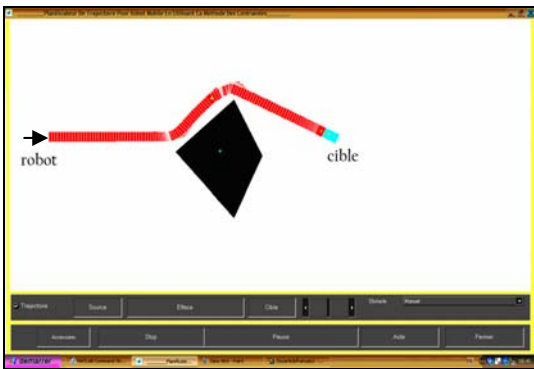 Planificateur De Trajectoire Pour Robot Mobile En Utilisant La Methode Des Contraintes
robot
cible
Trajectoire
Source
Efface
Cible
Obstacle
Manuel
Stop
Pause
Aide
Fermer
démarrer